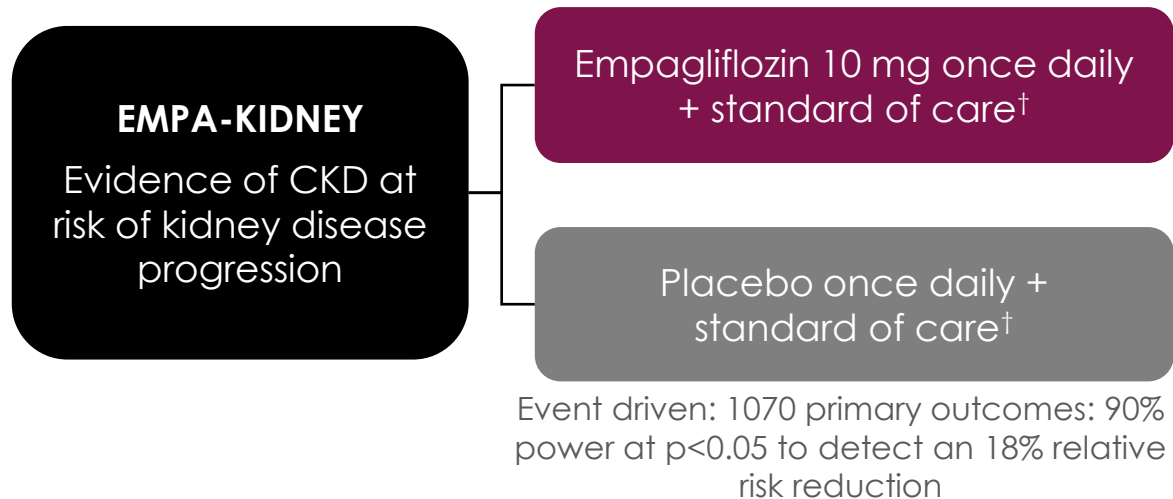 EMPA-KIDNEY
Evidence of CKD at
risk of kidney disease
progression
Empagliflozin 10 mg once daily
+ standard of care†
Placebo once daily +
standard of care†
Event driven: 1070 primary outcomes: 90%
power at p<0.05 to detect an 18% relative
risk reduction